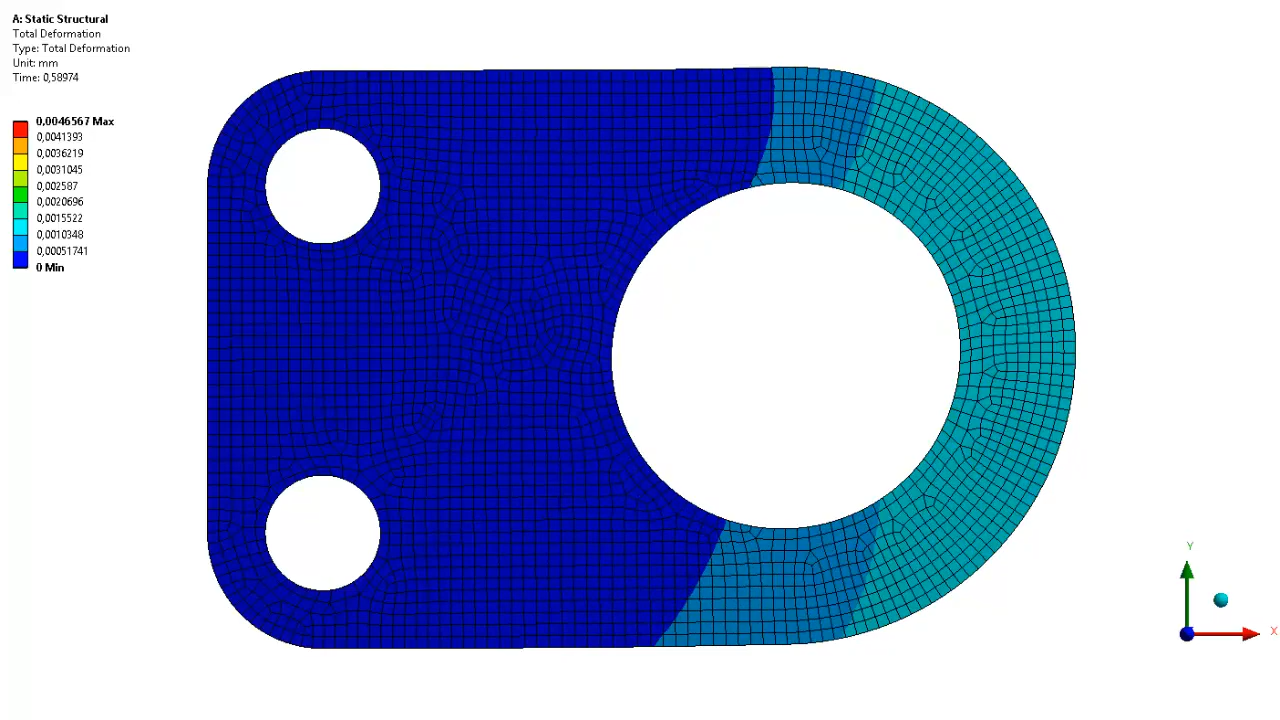 A: Static Structural
Total Deformation
Type: Total Deformation
Unit: mm
Time: 0,58974
0,0046567 Max
0,0041393
0,0036219
0,0031045
0,002587
0,0020696
0,0015522
0,0010348
0,00051741
0 Min
Y
X